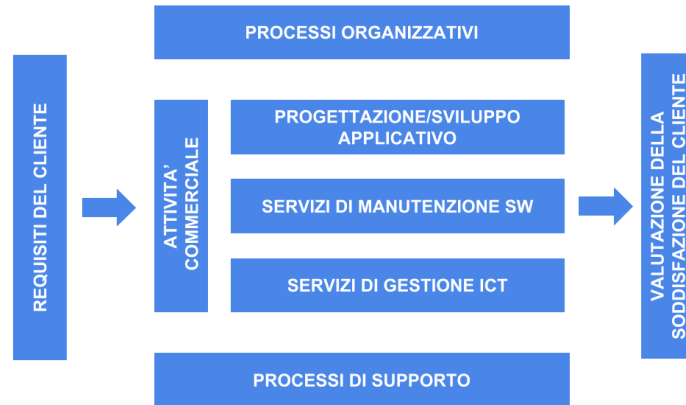 PROCESSI ORGANIZZATIVI
REQUISITI DEL CLIENTE
ATTIVITA'
COMMERCIALE
PROGETTAZIONE/SVILUPPO
APPLICATIVO
SERVIZI DI MANUTENZIONE SW
SERVIZI DI GESTIONE ICT
VALUTAZIONE DELLA
SODDISFAZIONE DEL CLIENTE
PROCESSI DI SUPPORTO